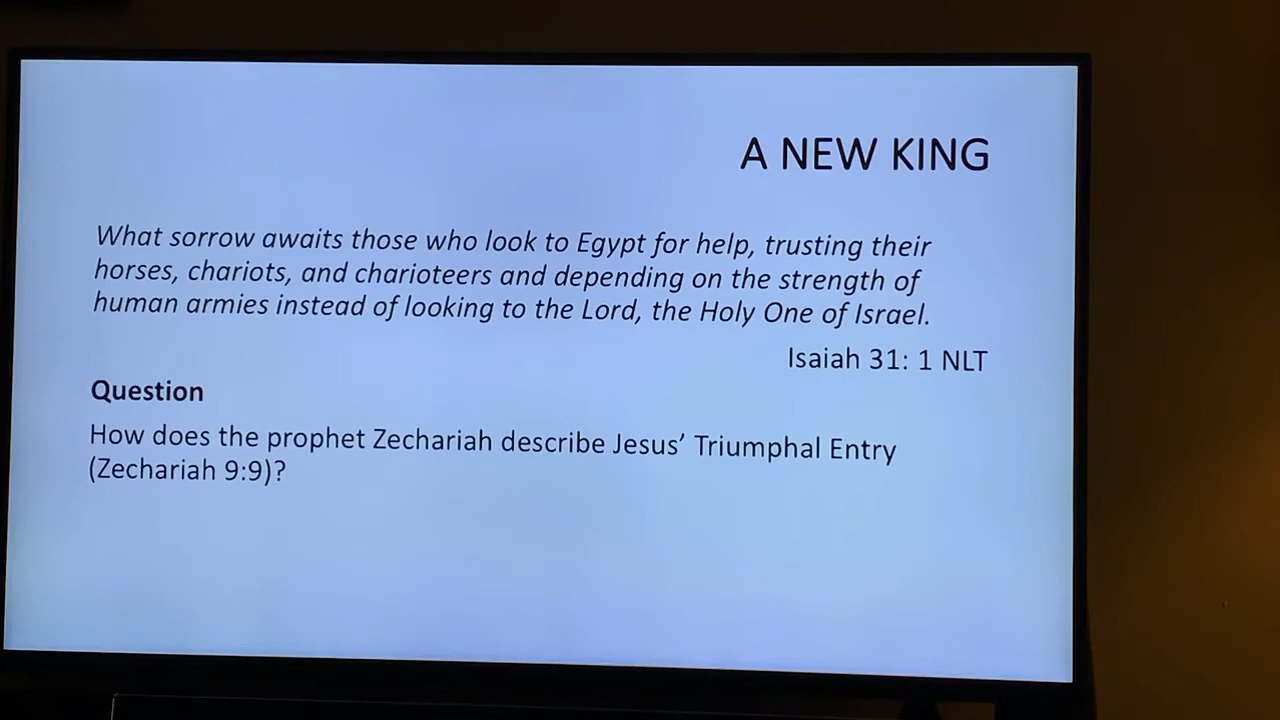 A NEW KING
What sorrow awaits those who look to Egypt for help, trusting their
horses, chariots, and charioteers and depending on the strength of
human armies instead of looking to the Lord, the Holy One of Israel.
Isaiah 31: 1 NLT
Question
How does the prophet Zechariah describe Jesus’ Triumphal Entry
(Zechariah 9:9)?